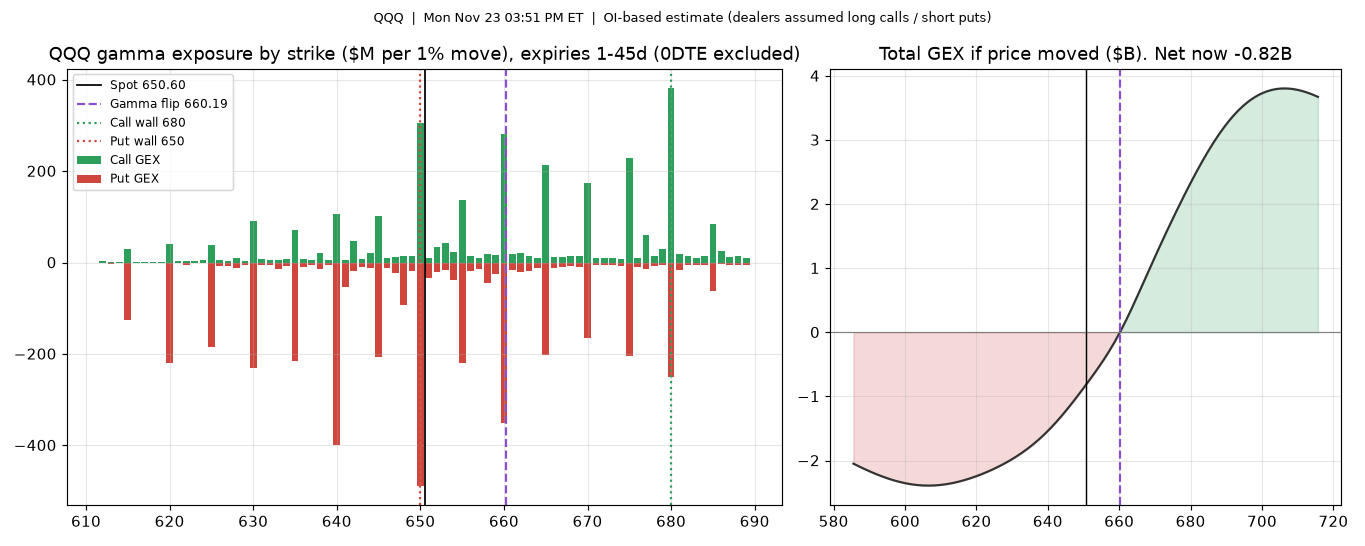 QQQ | Mon Nov 23 03:51 PM ET | OI-based estimate (dealers assumed long calls / short puts)
QQQ gamma exposure by strike ($M per 1% move), expiries 1-45d (0DTE excluded)
400
200
0
−200
−400
610 620 630 640 650 660 670 680 690
Spot 650.60
Gamma flip 660.19
Call wall 680
Put wall 650
Call GEX
Put GEX
Total GEX if price moved ($B). Net now -0.82B
4
3
2
1
0
−1
−2
580 600 620 640 660 680 700 720